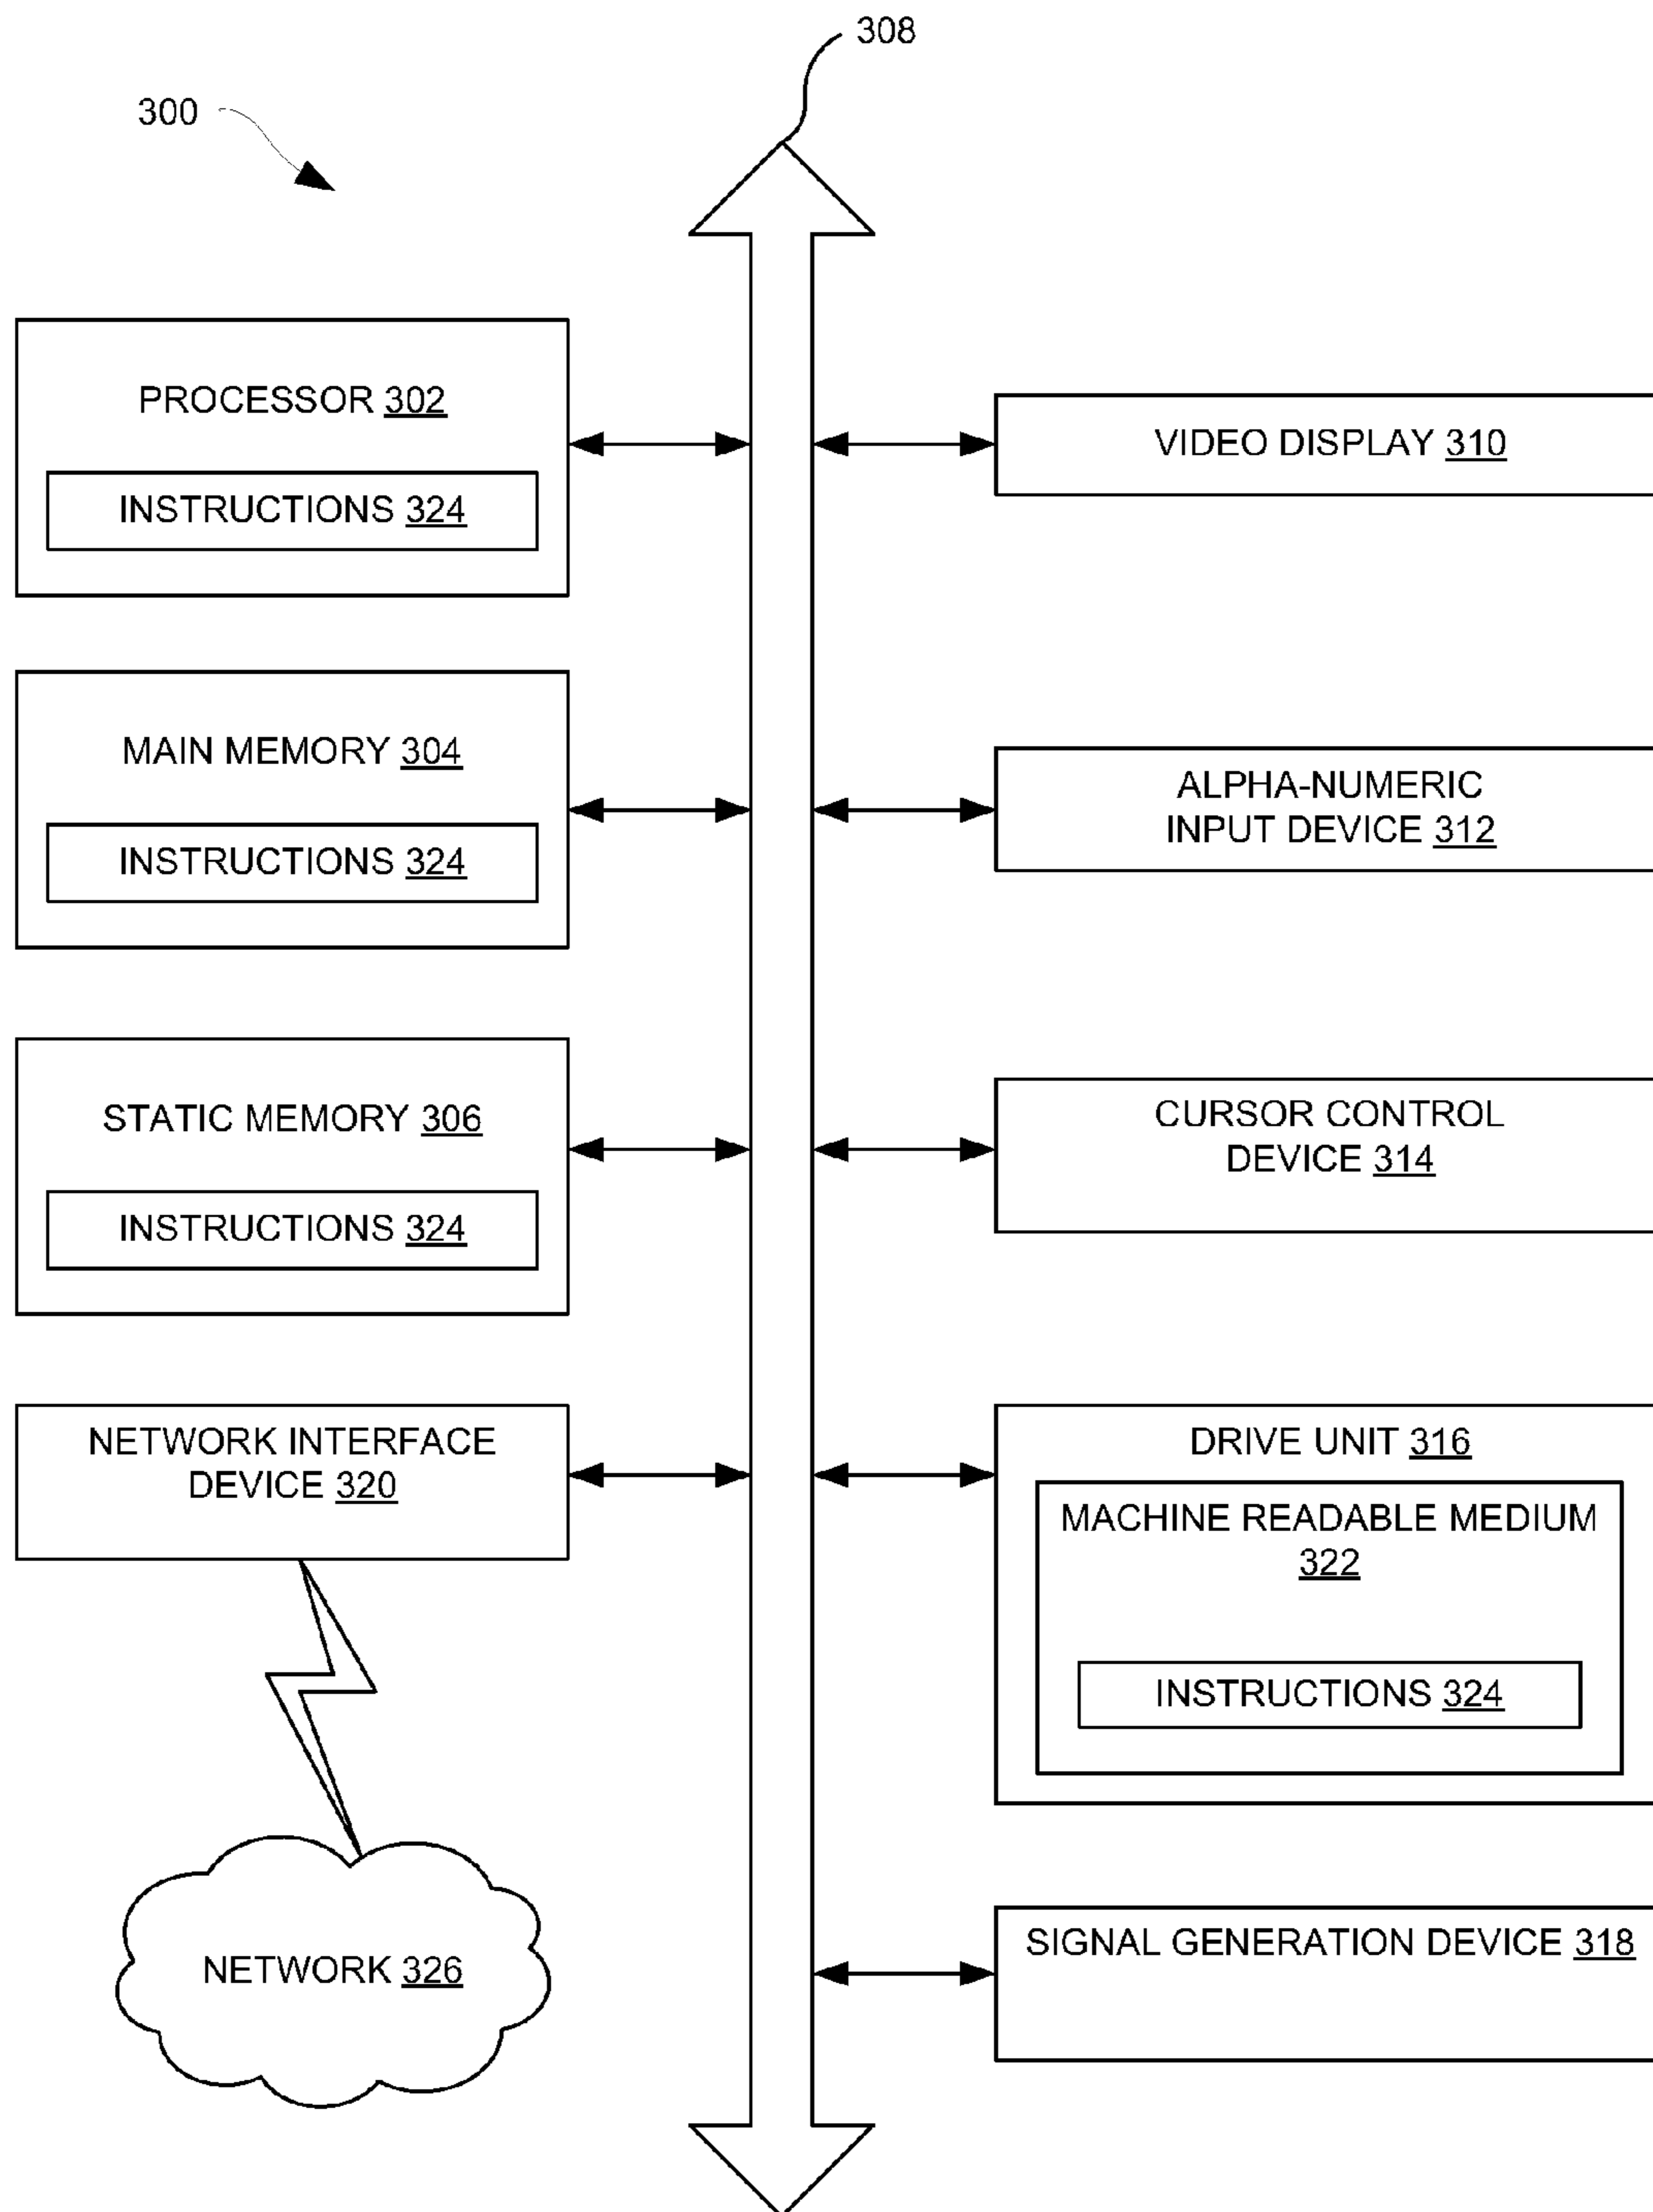 308
300
PROCESSOR 302
INSTRUCTIONS 324
VIDEO DISPLAY 310
MAIN MEMORY 304
INSTRUCTIONS 324
ALPHA-NUMERIC
INPUT DEVICE 312
STATIC MEMORY 306
INSTRUCTIONS 324
CURSOR CONTROL
DEVICE 314
NETWORK INTERFACE
DEVICE 320
DRIVE UNIT 316
MACHINE READABLE MEDIUM
322
INSTRUCTIONS 324
NETWORK 326
SIGNAL GENERATION DEVICE 318